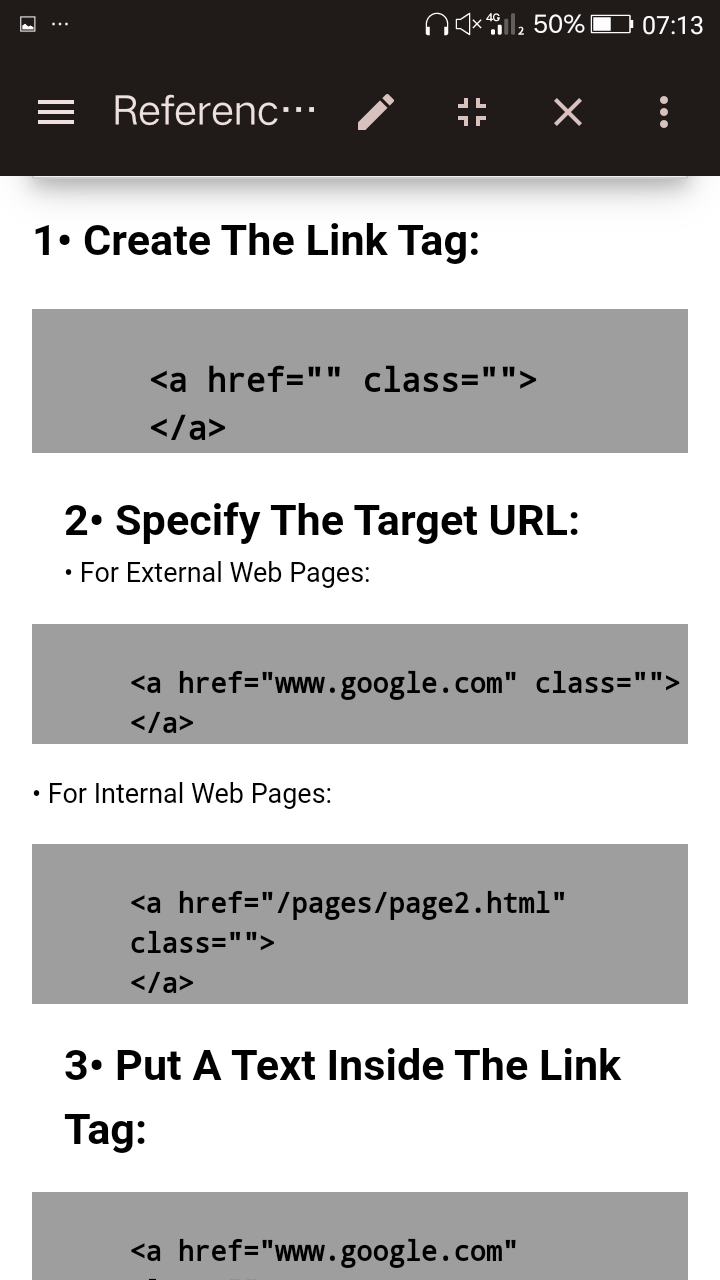 4G 2 50% 07:13
Referenc···
1• Create The Link Tag:
<a href="" class="">
</a>
2• Specify The Target URL:
• For External Web Pages:
<a href="www.google.com" class="">
</a>
• For Internal Web Pages:
<a href="/pages/page2.html"
class="">
</a>
3• Put A Text Inside The Link
Tag:
<a href="www.google.com"